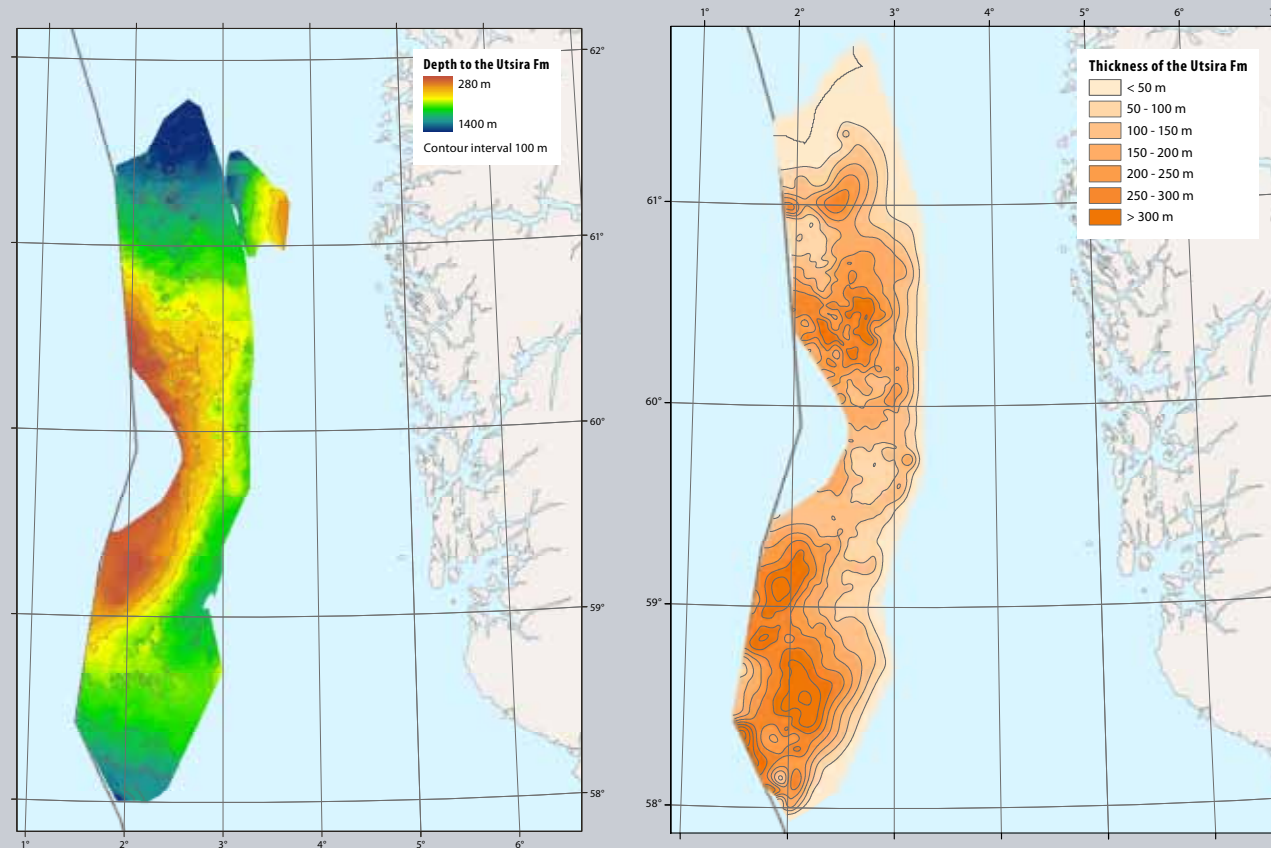 62°
Depth to the Utsira Fm
280 m
1400 m
Contour interval 100 m
61°
60°
59°
58°
1°
2°
3°
4°
5°
6°
1°
2°
3°
4°
5°
6°
Thickness of the Utsira Fm
< 50 m
50 - 100 m
100 - 150 m
150 - 200 m
200 - 250 m
250 - 300 m
> 300 m
61°
60°
59°
58°